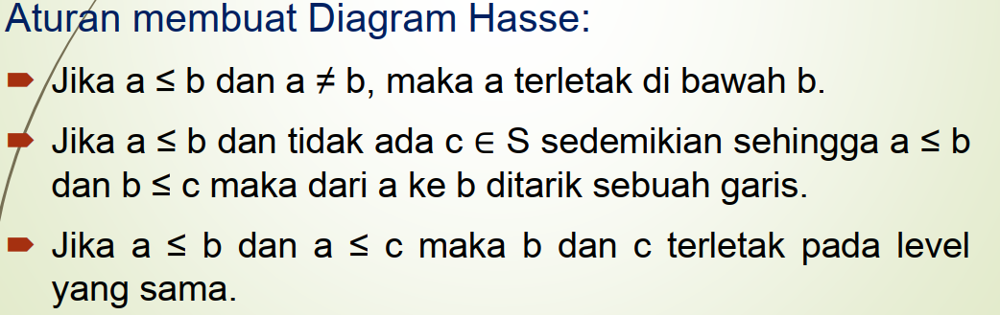 Aturan membuat Diagram Hasse:
Jika a ≤ b dan a ≠ b, maka a terletak di bawah b.
Jika a ≤ b dan tidak ada c ∈ S sedemikian sehingga a ≤ b
dan b ≤ c maka dari a ke b ditarik sebuah garis.
Jika a ≤ b dan a ≤ c maka b dan c terletak pada level
yang sama.